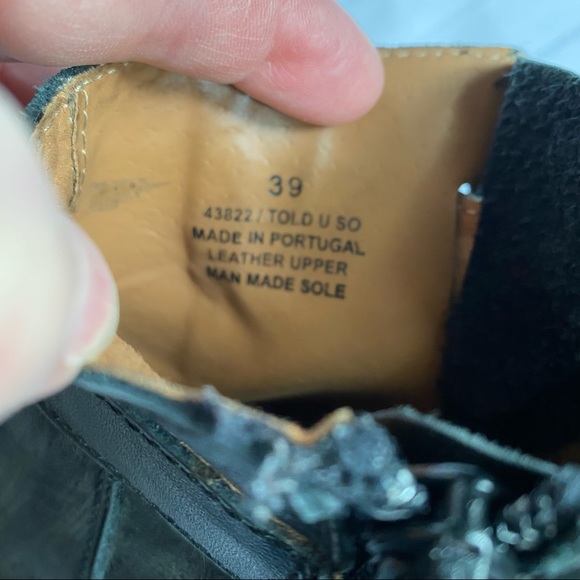 39
43822 / TOLD U SO
MADE IN PORTUGAL
LEATHER UPPER
MAN MADE SOLE